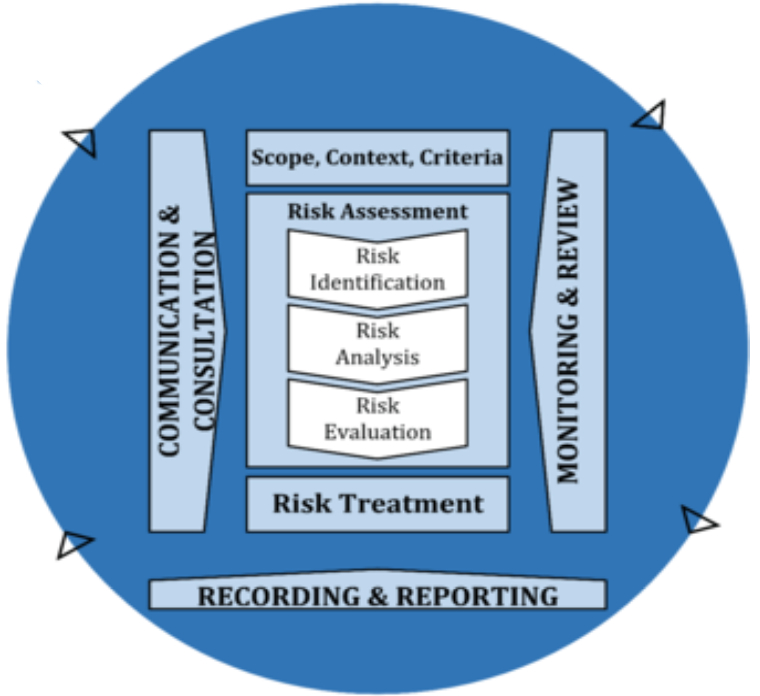 Scope, Context, Criteria
Risk Assessment
Risk
Identification
Risk
Analysis
Risk
Evaluation
Risk Treatment
COMMUNICATION &
CONSULTATION
MONITORING & REVIEW
RECORDING & REPORTING